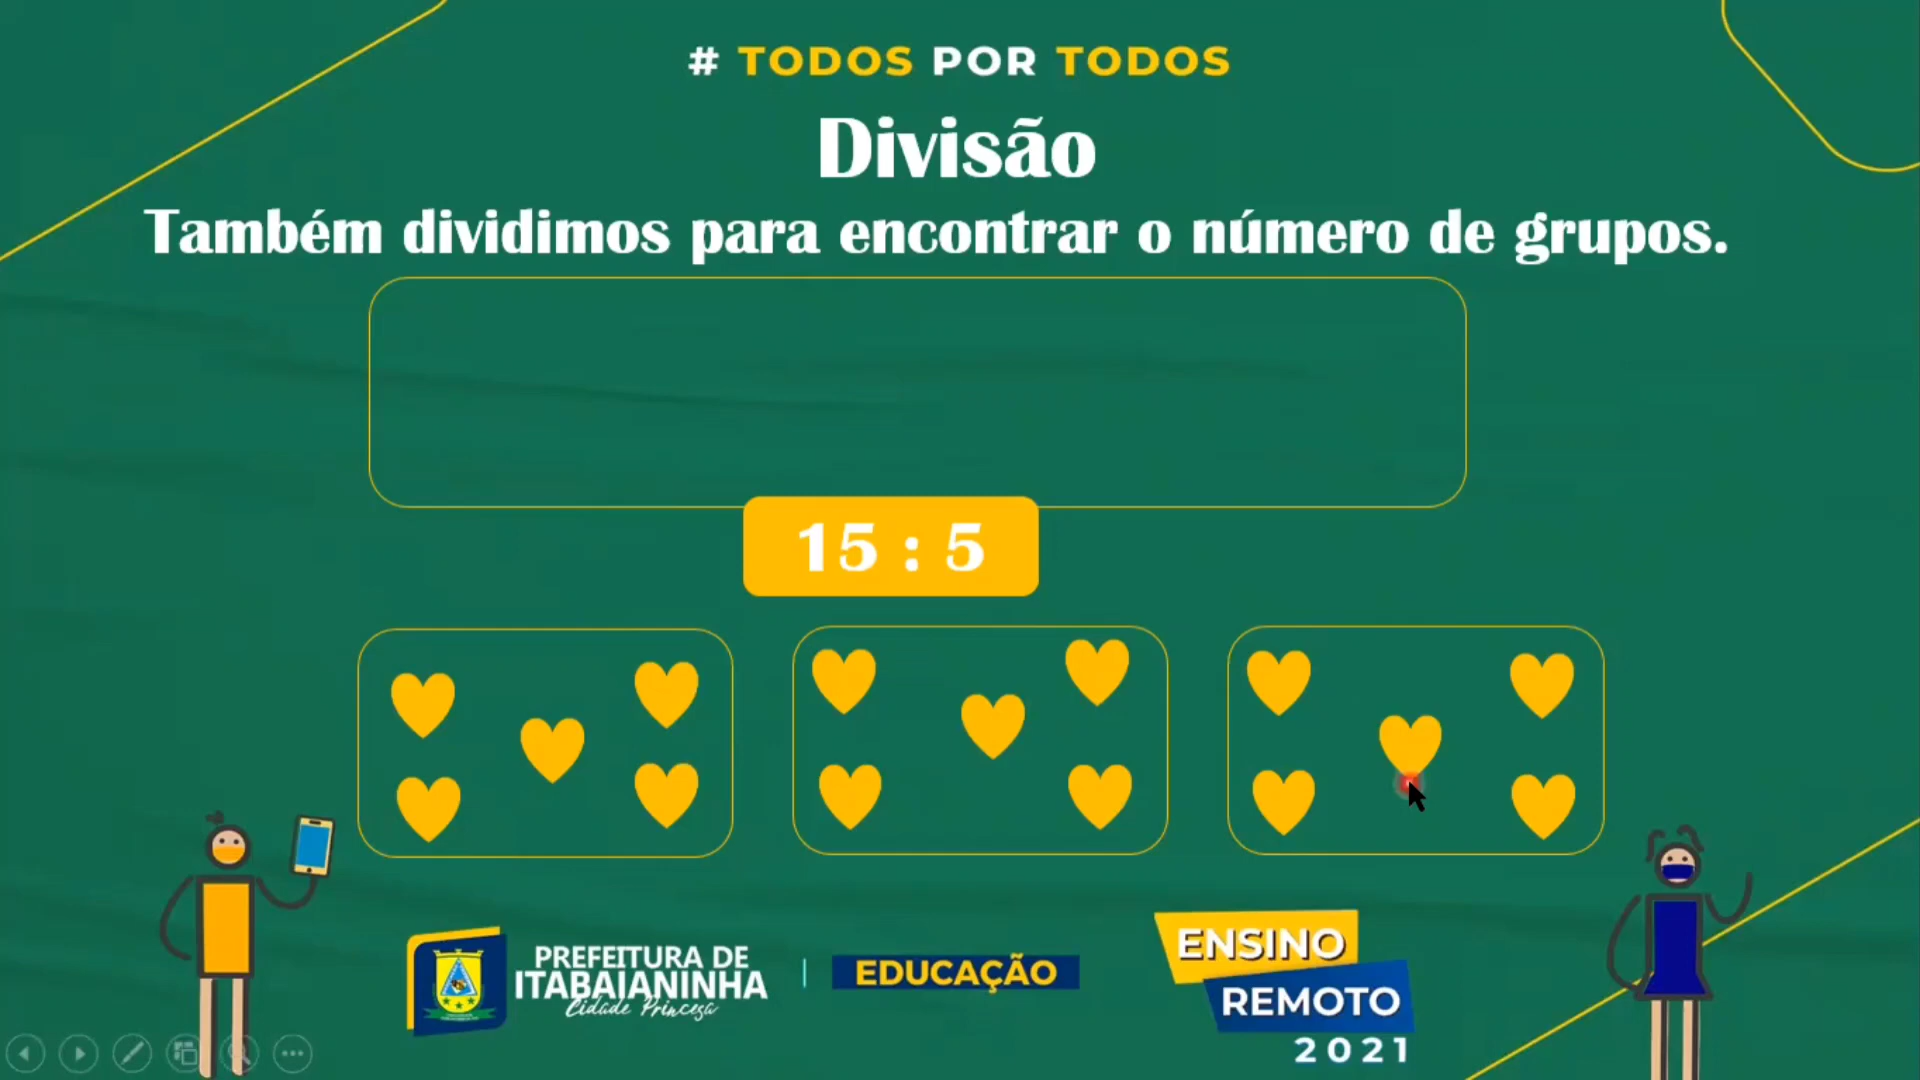 # TODOS POR TODOS
Divisão
Também dividimos para encontrar o número de grupos.
15 : 5
PREFEITURA DE
ITABAIANINHA
Cidade Princesa
EDUCAÇÃO
ENSINO
REMOTO
2021